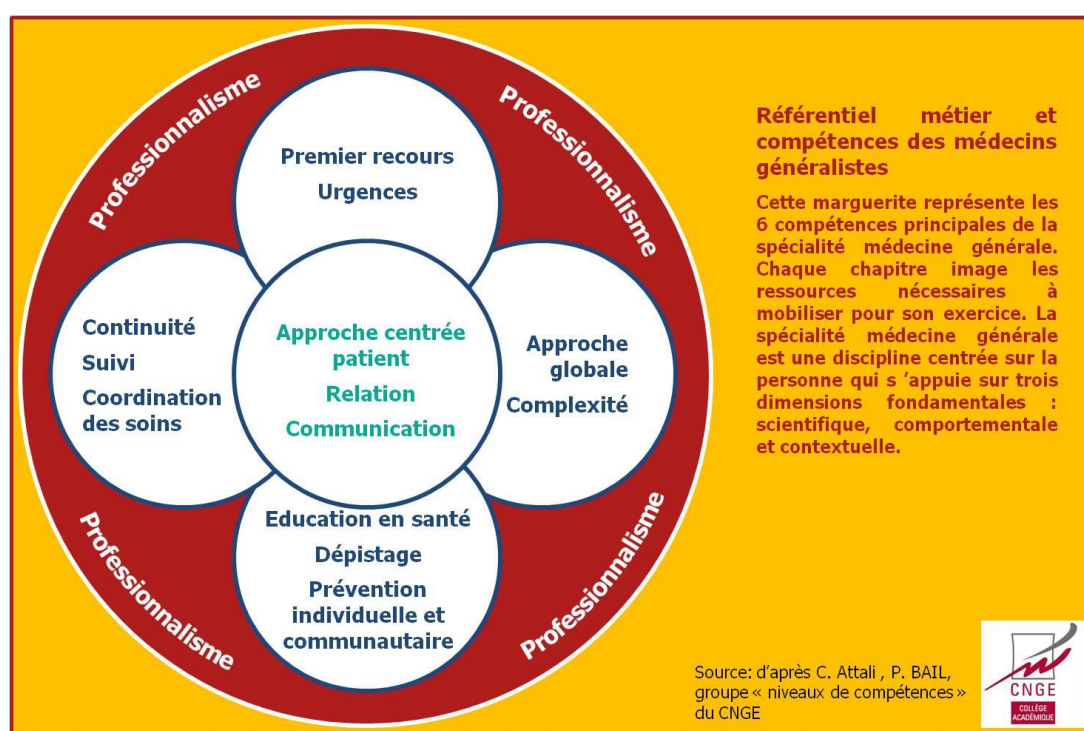 Professionnalisme
Professionnalisme
Premier recours
Urgences
Continuité
Suivi
Coordination
des soins
Approche centrée
patient
Relation
Communication
Approche
globale
Complexité
Education en santé
Dépistage
Prévention
individuelle et
communautaire
Professionnalisme
Professionnalisme
Référentiel métier et
compétences des médecins
généralistes
Cette marguerite représente les
6 compétences principales de la
spécialité médecine générale.
Chaque chapitre image les
ressources nécessaires à
mobiliser pour son exercice. La
spécialité médecine générale
est une discipline centrée sur la
personne qui s ’appuie sur trois
dimensions fondamentales :
scientifique, comportementale
et contextuelle.
Source: d’après C. Attali , P. BAIL,
groupe « niveaux de compétences »
du CNGE
CNGE
COLLÈGE
ACADÉMIQUE